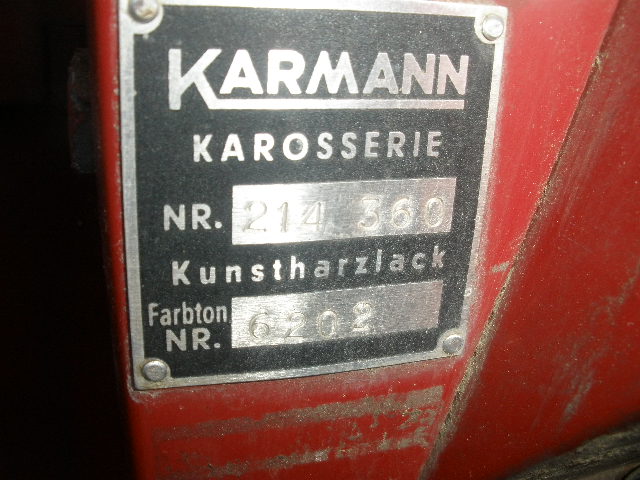 KARMANN
KAROSSERIE
NR. 214 360
Kunstharzlack
Farbton
NR. 6202